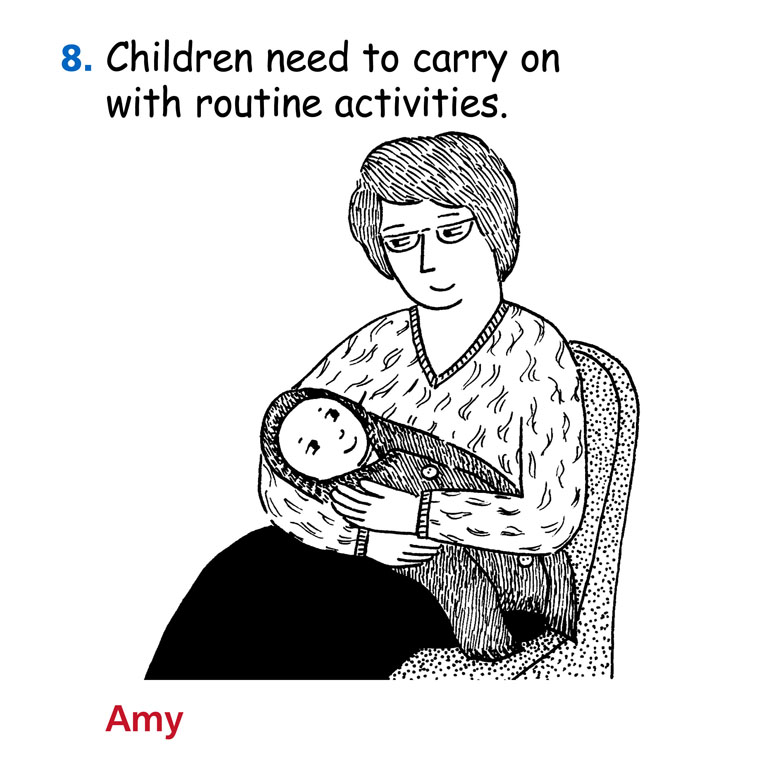 8. Children need to carry on
with routine activities.
Amy